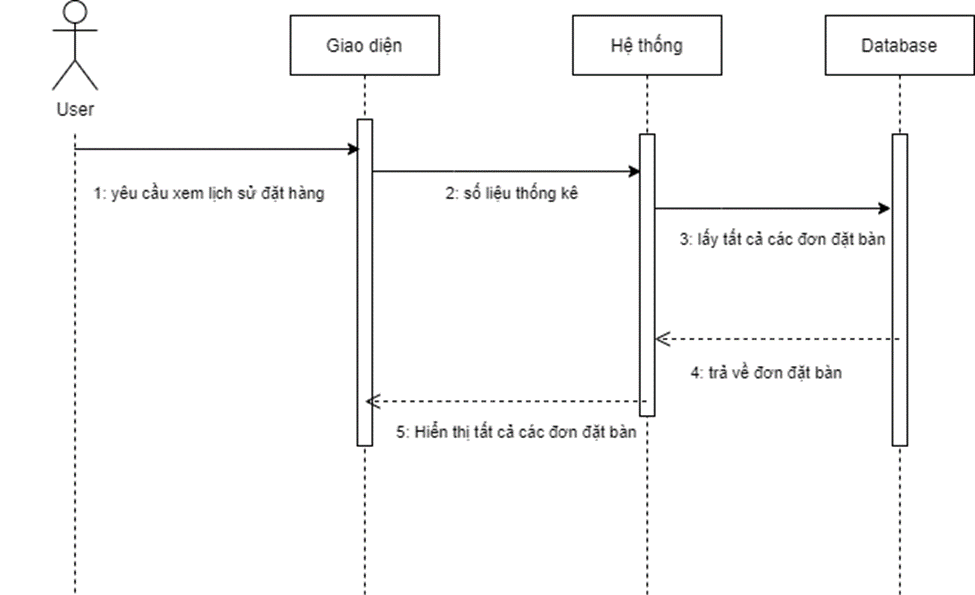 Giao diện
Hệ thống
Database
User
1: yêu cầu xem lịch sử đặt hàng
2: số liệu thống kê
3: lấy tất cả các đơn đặt bàn
4: trả về đơn đặt bàn
5: Hiển thị tất cả các đơn đặt bàn